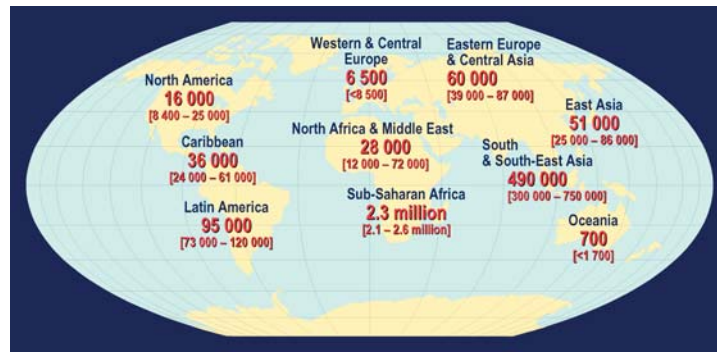 Western & Central
Europe
6 500
[<8 500]
Eastern Europe
& Central Asia
60 000
[39 000 – 87 000]
North America
16 000
[8 400 – 25 000]
East Asia
51 000
[25 000 – 86 000]
Caribbean
36 000
[24 000 – 61 000]
North Africa & Middle East
28 000
[12 000 – 72 000]
South
& South-East Asia
490 000
[300 000 – 750 000]
Latin America
95 000
[73 000 – 120 000]
Sub-Saharan Africa
2.3 million
[2.1 – 2.6 million]
Oceania
700
[<1 700]